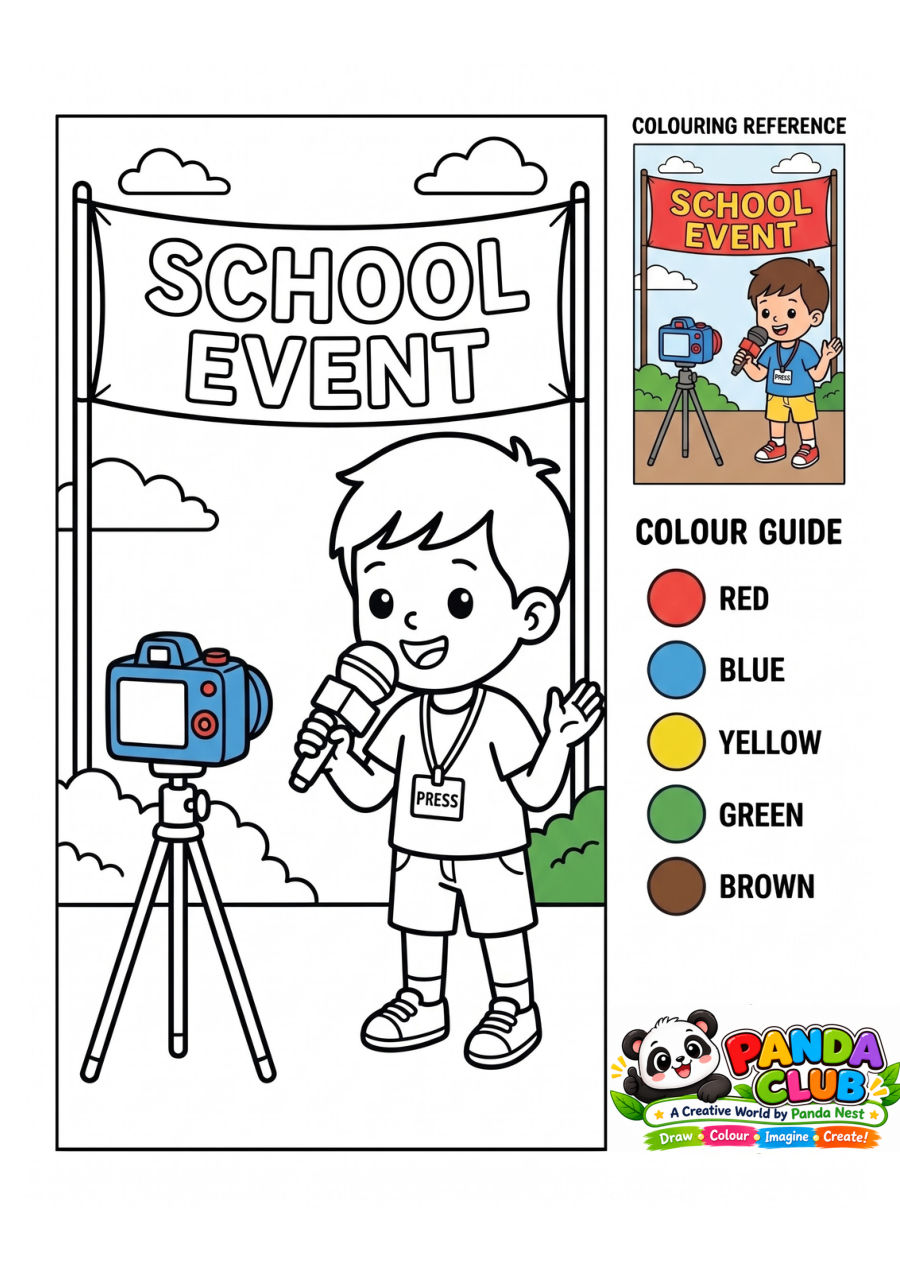 SCHOOL
EVENT
PRESS
COLOURING REFERENCE
SCHOOL
EVENT
PRESS
COLOUR GUIDE
RED
BLUE
YELLOW
GREEN
BROWN
PANDA
CLUB
A Creative World by Panda Nest
Draw • Colour • Imagine • Create!